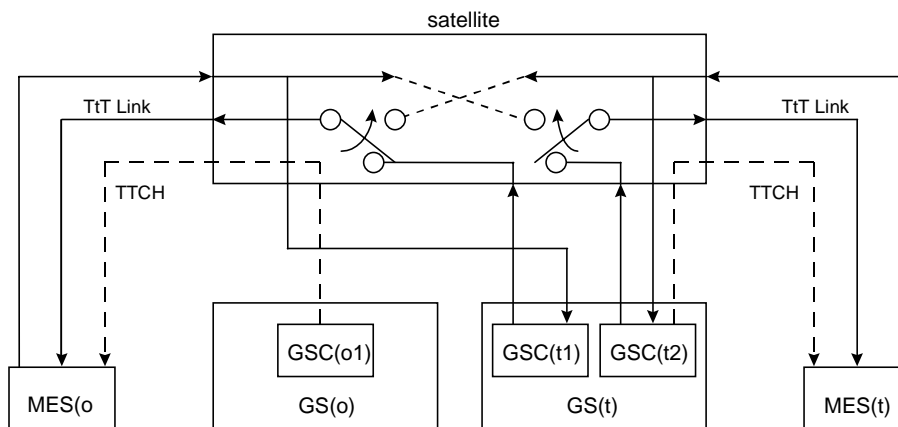 satellite
TtT Link
TtT Link
TTCH
TTCH
GSC(o1)
GSC(t1)
GSC(t2)
MES(o
GS(o)
GS(t)
MES(t)